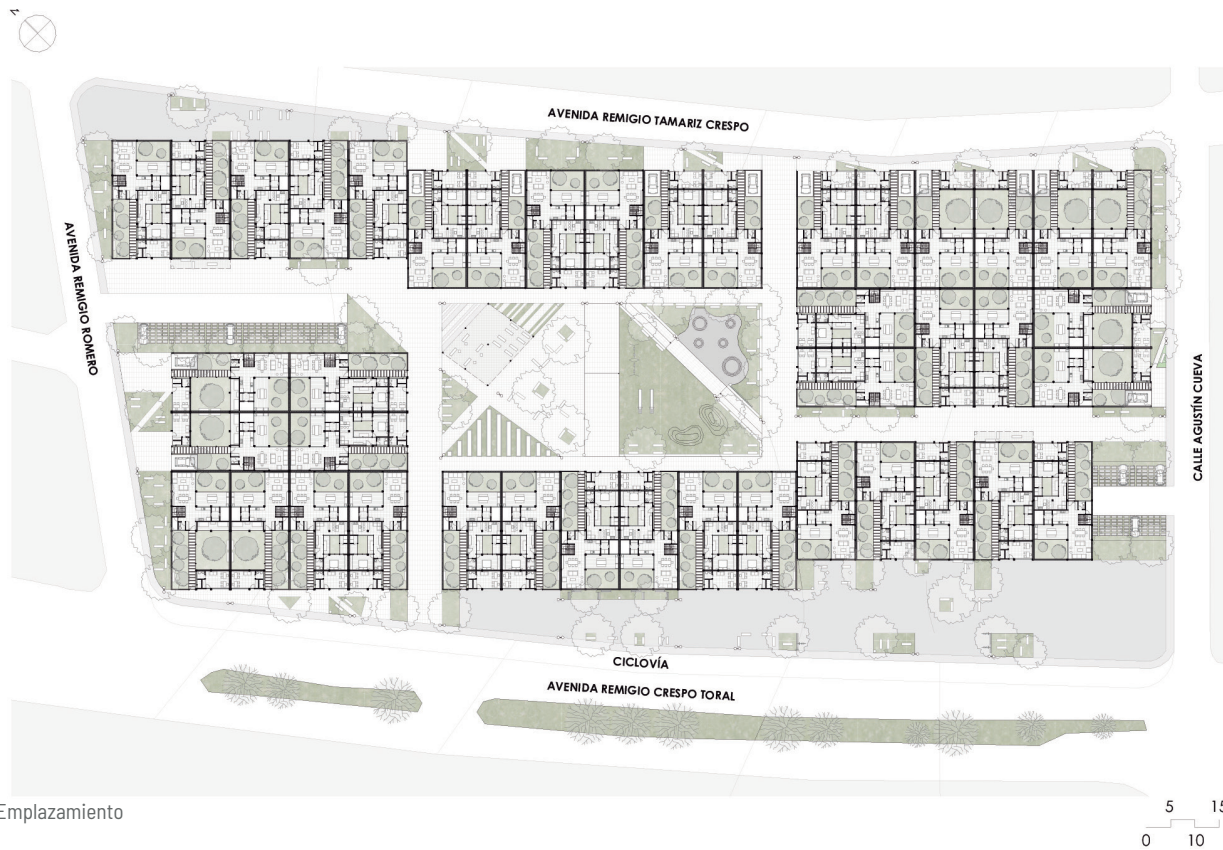 N
AVENIDA REMIGIO TAMARIZ CRESPO
AVENIDA REMIGIO ROMERO
CALLE AGUSTÍN CUEVA
CICLOVÍA
AVENIDA REMIGIO CRESPO TORAL
Emplazamiento
5 15
0 10